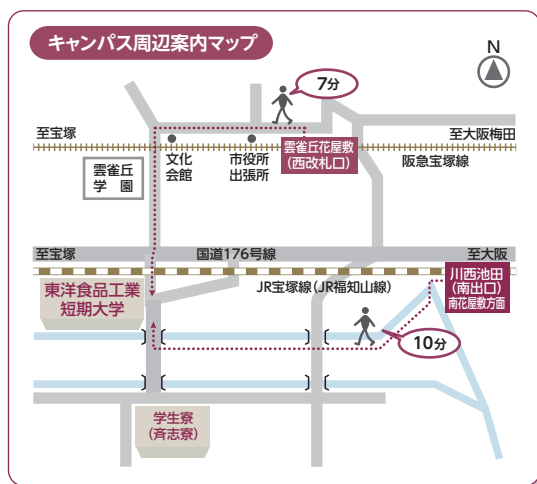 キャンパス周辺案内マップ
N
7分
至宝塚
至大阪梅田
雲雀丘
学園
文化
会館
市役所
出張所
雲雀丘花屋敷
(西改札口)
阪急宝塚線
至宝塚
国道176号線
至大阪
東洋食品工業
短期大学
JR宝塚線(JR福知山線)
川西池田
(南出口)
南花屋敷方面
10分
学生寮
(斉志寮)